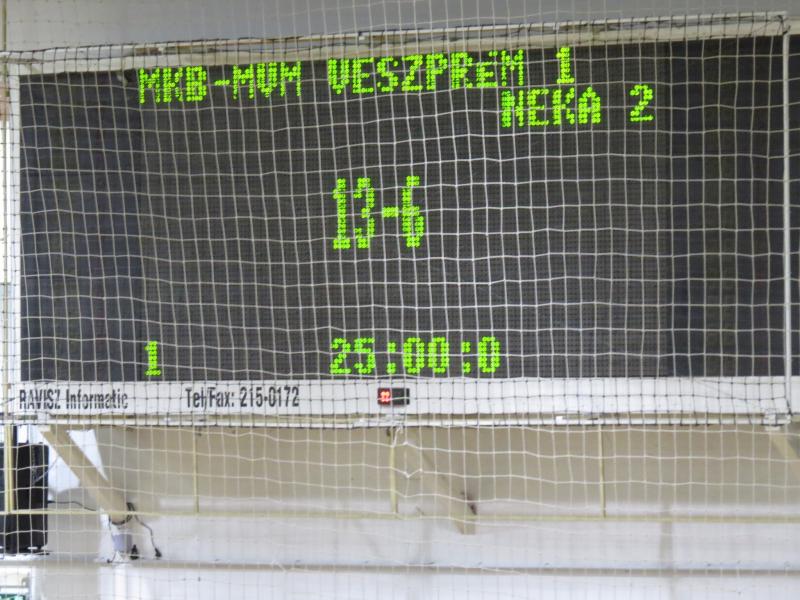 MKB-MVM VESZPRéM 1
NEKA 2
13-6
1 25:00:0
RAVISZ Informatic Tel/Fax: 215-0172